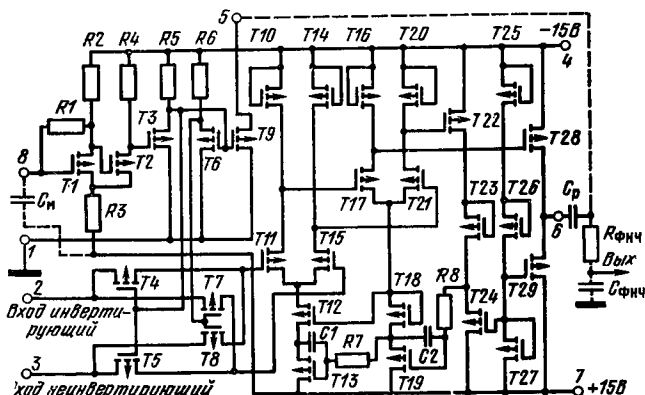 5
R2 R4 R5 R6 T10 T14 T16 T20 T25
-15В
4
R1
T3
8
T1
T2
T6
T9
T22
T28
Cм
R3
T17
T21
T23
T26
Cр
6
Rфнч
1
T11
T15
T29
Вых
Cфнч
2
T4
T7
T12
T18
R8
T24
Вход инверти-
рующий
C1
R7
C2
3
T5
T8
T13
T19
T27
7
+15В
Вход неинвертирующий